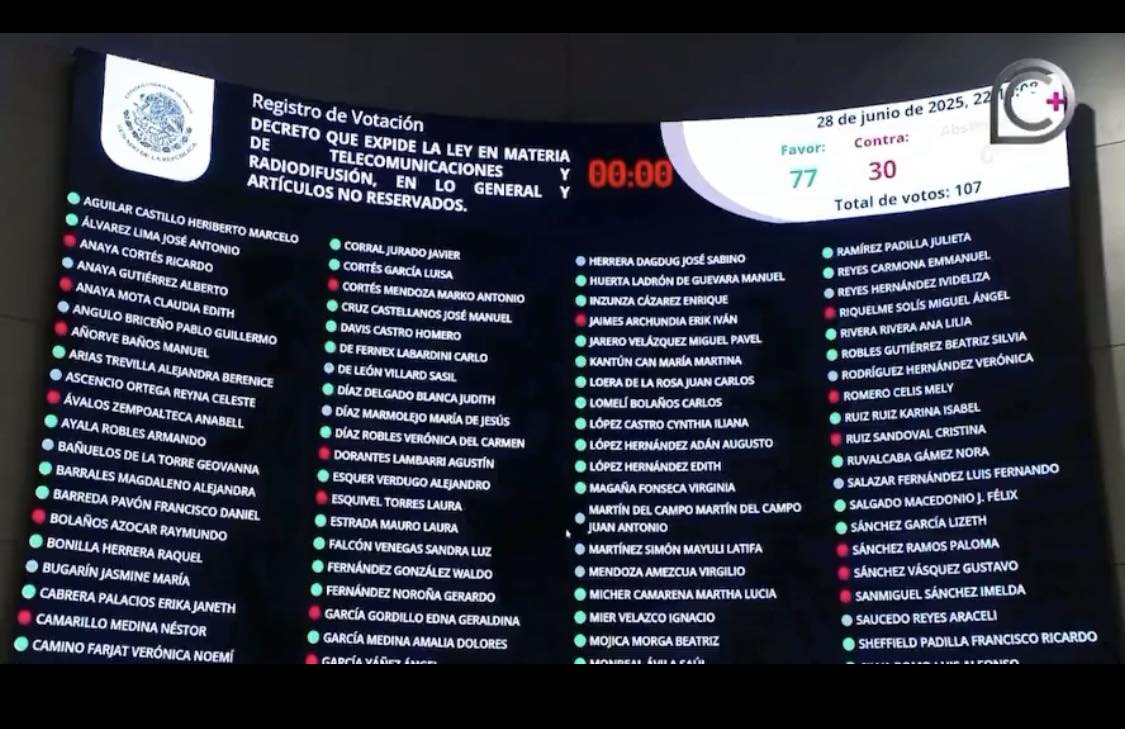 SENADO DE LA REPÚBLICA
Registro de Votación
DECRETO QUE EXPIDE LA LEY EN MATERIA
DE TELECOMUNICACIONES Y
RADIODIFUSIÓN, EN LO GENERAL Y
ARTÍCULOS NO RESERVADOS.
00:00
28 de junio de 2025, 22
Favor:
Contra:
77
30
Total de votos: 107
C+
AGUILAR CASTILLO HERIBERTO MARCELO
ÁLVAREZ LIMA JOSÉ ANTONIO
ANAYA CORTÉS RICARDO
ANAYA GUTIÉRREZ ALBERTO
ANAYA MOTA CLAUDIA EDITH
ANGULO BRICEÑO PABLO GUILLERMO
AÑORVE BAÑOS MANUEL
ARIAS TREVILLA ALEJANDRA BERENICE
ASCENCIO ORTEGA REYNA CELESTE
ÁVALOS ZEMPOALTECA ANABELL
AYALA ROBLES ARMANDO
BAÑUELOS DE LA TORRE GEOVANNA
BARRALES MAGDALENO ALEJANDRA
BARREDA PAVÓN FRANCISCO DANIEL
BOLAÑOS AZOCAR RAYMUNDO
BONILLA HERRERA RAQUEL
BUGARÍN JASMINE MARÍA
CABRERA PALACIOS ERIKA JANETH
CAMARILLO MEDINA NÉSTOR
CAMINO FARJAT VERÓNICA NOEMÍ
CORRAL JURADO JAVIER
CORTÉS GARCÍA LUISA
CORTÉS MENDOZA MARKO ANTONIO
CRUZ CASTELLANOS JOSÉ MANUEL
DAVIS CASTRO HOMERO
DE FERNEX LABARDINI CARLO
DE LEÓN VILLARD SASIL
DÍAZ DELGADO BLANCA JUDITH
DÍAZ MARMOLEJO MARÍA DE JESÚS
DÍAZ ROBLES VERÓNICA DEL CARMEN
DORANTES LAMBARRI AGUSTÍN
ESQUER VERDUGO ALEJANDRO
ESQUIVEL TORRES LAURA
ESTRADA MAURO LAURA
FALCÓN VENEGAS SANDRA LUZ
FERNÁNDEZ GONZÁLEZ WALDO
FERNÁNDEZ NOROÑA GERARDO
GARCÍA GORDILLO EDNA GERALDINA
GARCÍA MEDINA AMALIA DOLORES
GARCÍA YÁÑEZ ÁNGEL
HERRERA DAGDUG JOSÉ SABINO
HUERTA LADRÓN DE GUEVARA MANUEL
INZUNZA CÁZAREZ ENRIQUE
JAIMES ARCHUNDIA ERIK IVÁN
JARERO VELÁZQUEZ MIGUEL PAVEL
KANTÚN CAN MARÍA MARTINA
LOERA DE LA ROSA JUAN CARLOS
LOMELÍ BOLAÑOS CARLOS
LÓPEZ CASTRO CYNTHIA ILIANA
LÓPEZ HERNÁNDEZ ADÁN AUGUSTO
LÓPEZ HERNÁNDEZ EDITH
MAGAÑA FONSECA VIRGINIA
MARTÍN DEL CAMPO MARTÍN DEL CAMPO
JUAN ANTONIO
MARTÍNEZ SIMÓN MAYULI LATIFA
MENDOZA AMEZCUA VIRGILIO
MICHER CAMARENA MARTHA LUCIA
MIER VELAZCO IGNACIO
MOJICA MORGA BEATRIZ
MONREAL ÁVILA SAÚL
RAMÍREZ PADILLA JULIETA
REYES CARMONA EMMANUEL
REYES HERNÁNDEZ IVIDELIZA
RIQUELME SOLÍS MIGUEL ÁNGEL
RIVERA RIVERA ANA LILIA
ROBLES GUTIÉRREZ BEATRIZ SILVIA
RODRÍGUEZ HERNÁNDEZ VERÓNICA
ROMERO CELIS MELY
RUIZ RUIZ KARINA ISABEL
RUIZ SANDOVAL CRISTINA
RUVALCABA GÁMEZ NORA
SALAZAR FERNÁNDEZ LUIS FERNANDO
SALGADO MACEDONIO J. FÉLIX
SÁNCHEZ GARCÍA LIZETH
SÁNCHEZ RAMOS PALOMA
SÁNCHEZ VÁSQUEZ GUSTAVO
SANMIGUEL SÁNCHEZ IMELDA
SAUCEDO REYES ARACELI
SHEFFIELD PADILLA FRANCISCO RICARDO